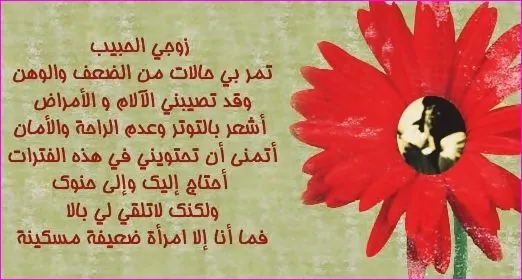 زوجي الحبيب
تمر بي حالات من الضعف والوهن
وقد تصيبني الآلام و الأمراض
أشعر بالتوتر وعدم الراحة والأمان
أتمنى أن تحتويني في هذه الفترات
أحتاج إليك وإلى حنوك
ولكنك لاتلقي لي بالا
فما أنا إلا امرأة ضعيفة مسكينة